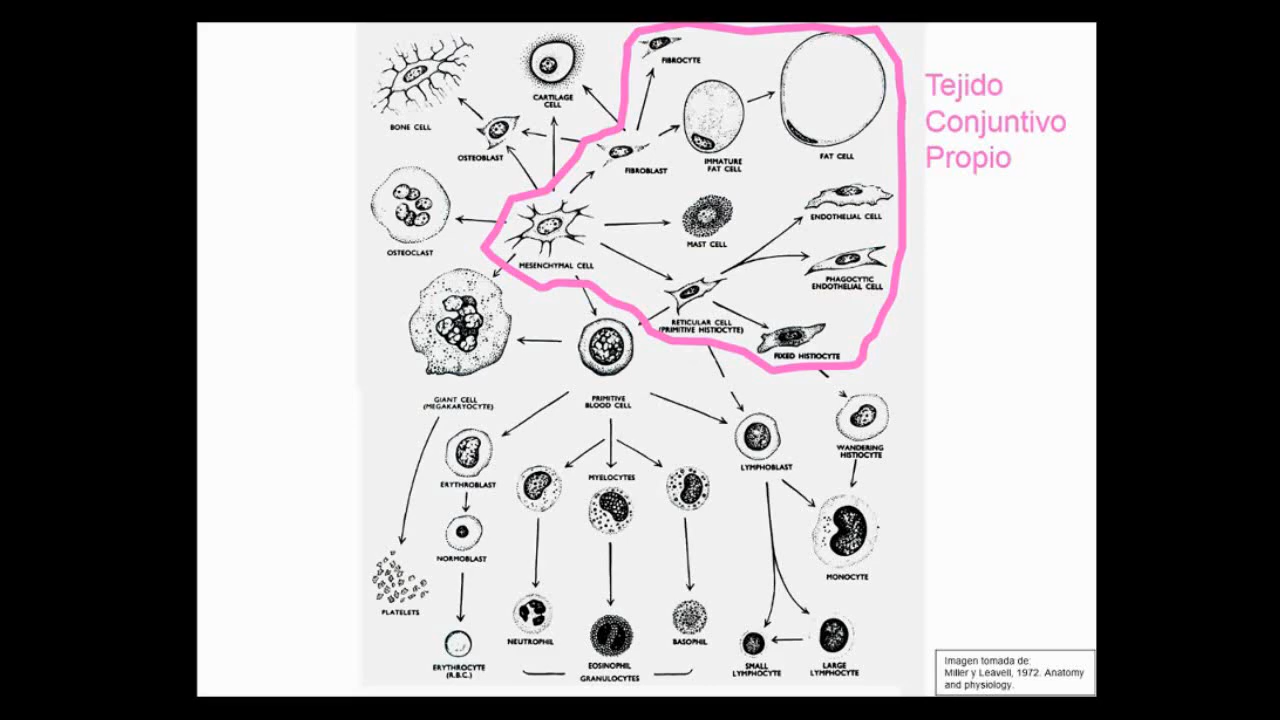 FIBROCYTE
Tejido
Conjuntivo
Propio
CARTILAGE
CELL
BONE CELL
OSTEOBLAST
FIBROBLAST
IMMATURE
FAT CELL
FAT CELL
ENDOTHELIAL CELL
MAST CELL
OSTEOCLAST
MESENCHYMAL CELL
PHAGOCYTIC
ENDOTHELIAL CELL
RETICULAR CELL
(PRIMITIVE HISTIOCYTE)
FIXED HISTIOCYTE
GIANT CELL
(MEGAKARYOCYTE)
PRIMITIVE
BLOOD CELL
WANDERING
HISTIOCYTE
LYMPHOBLAST
ERYTHROBLAST
MYELOCYTES
NORMOBLAST
MONOCYTE
PLATELETS
NEUTROPHIL
EOSINOPHIL
BASOPHIL
GRANULOCYTES
ERYTHROCYTE
(R.B.C.)
SMALL
LYMPHOCYTE
LARGE
LYMPHOCYTE
Imagen tomada de:
Miller y Leavell, 1972. Anatomy
and physiology.